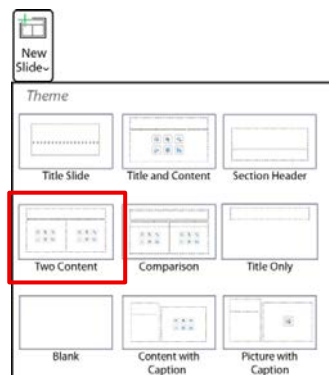 New
Slide
Theme
Title Slide
Title and Content
Section Header
Two Content
Comparison
Title Only
Blank
Content with
Caption
Picture with
Caption